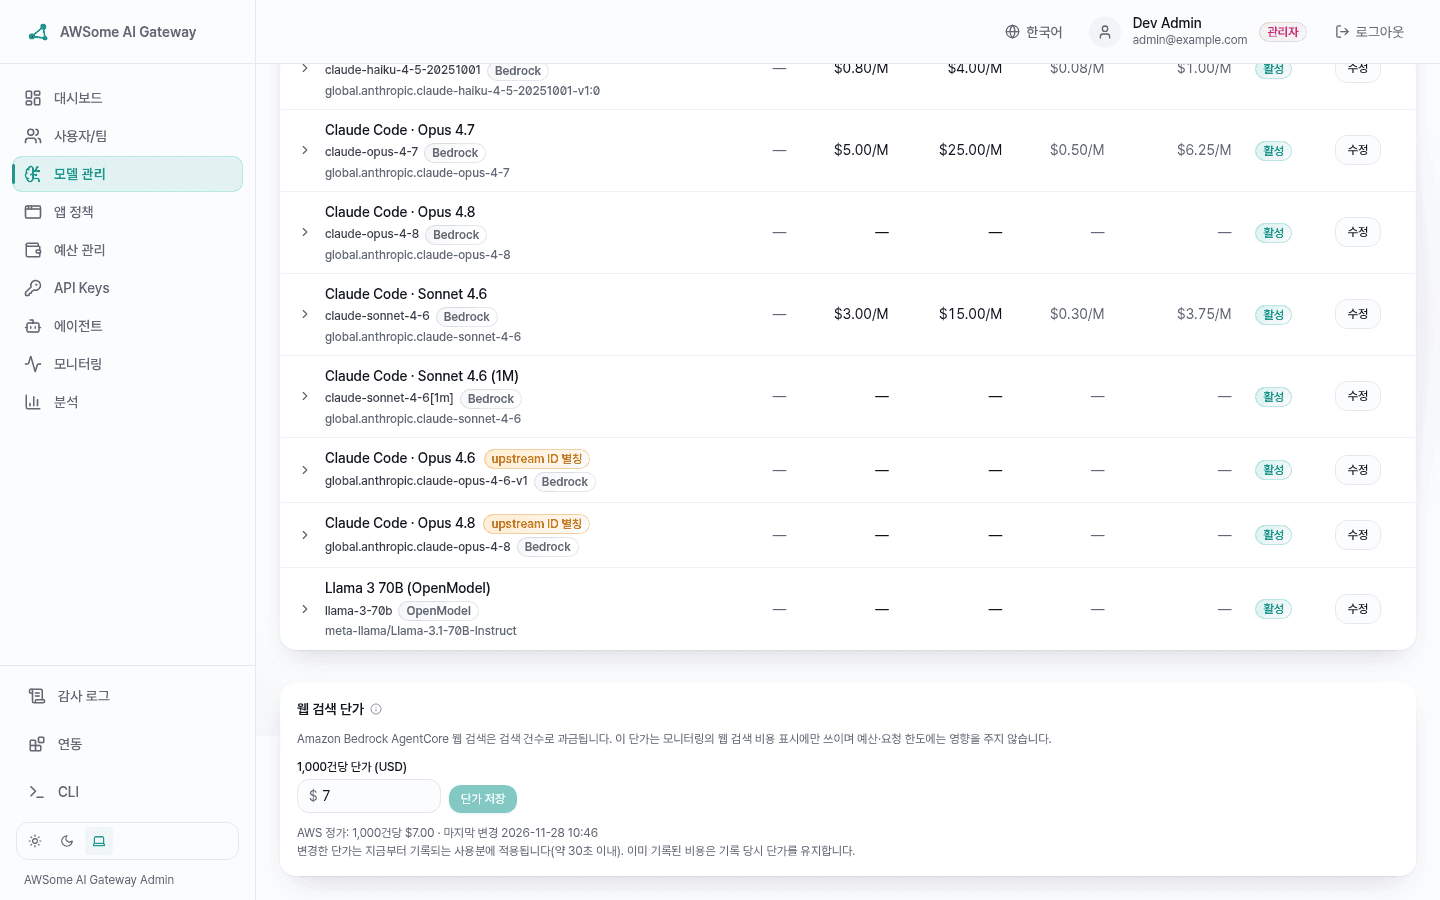 AWSome AI Gateway
한국어
Dev Admin
admin@example.com
관리자
로그아웃
대시보드
사용자/팀
모델 관리
앱 정책
예산 관리
API Keys
에이전트
모니터링
분석
감사 로그
연동
CLI
AWSome AI Gateway Admin
claude-haiku-4-5-20251001 Bedrock — $0.80/M $4.00/M $0.08/M $1.00/M 활성 수정
global.anthropic.claude-haiku-4-5-20251001-v1:0
Claude Code · Opus 4.7
claude-opus-4-7 Bedrock — $5.00/M $25.00/M $0.50/M $6.25/M 활성 수정
global.anthropic.claude-opus-4-7
Claude Code · Opus 4.8
claude-opus-4-8 Bedrock — — — — — 활성 수정
global.anthropic.claude-opus-4-8
Claude Code · Sonnet 4.6
claude-sonnet-4-6 Bedrock — $3.00/M $15.00/M $0.30/M $3.75/M 활성 수정
global.anthropic.claude-sonnet-4-6
Claude Code · Sonnet 4.6 (1M)
claude-sonnet-4-6[1m] Bedrock — — — — — 활성 수정
global.anthropic.claude-sonnet-4-6
Claude Code · Opus 4.6 upstream ID 별칭
global.anthropic.claude-opus-4-6-v1 Bedrock — — — — — 활성 수정
Claude Code · Opus 4.8 upstream ID 별칭
global.anthropic.claude-opus-4-8 Bedrock — — — — — 활성 수정
Llama 3 70B (OpenModel)
llama-3-70b OpenModel — — — — — 활성 수정
meta-llama/Llama-3.1-70B-Instruct
웹 검색 단가
Amazon Bedrock AgentCore 웹 검색은 검색 건수로 과금됩니다. 이 단가는 모니터링의 웹 검색 비용 표시에만 쓰이며 예산·요청 한도에는 영향을 주지 않습니다.
1,000건당 단가 (USD)
$ 7 단가 저장
AWS 정가: 1,000건당 $7.00 · 마지막 변경 2026-11-28 10:46
변경한 단가는 지금부터 기록되는 사용분에 적용됩니다(약 30초 이내). 이미 기록된 비용은 기록 당시 단가를 유지합니다.